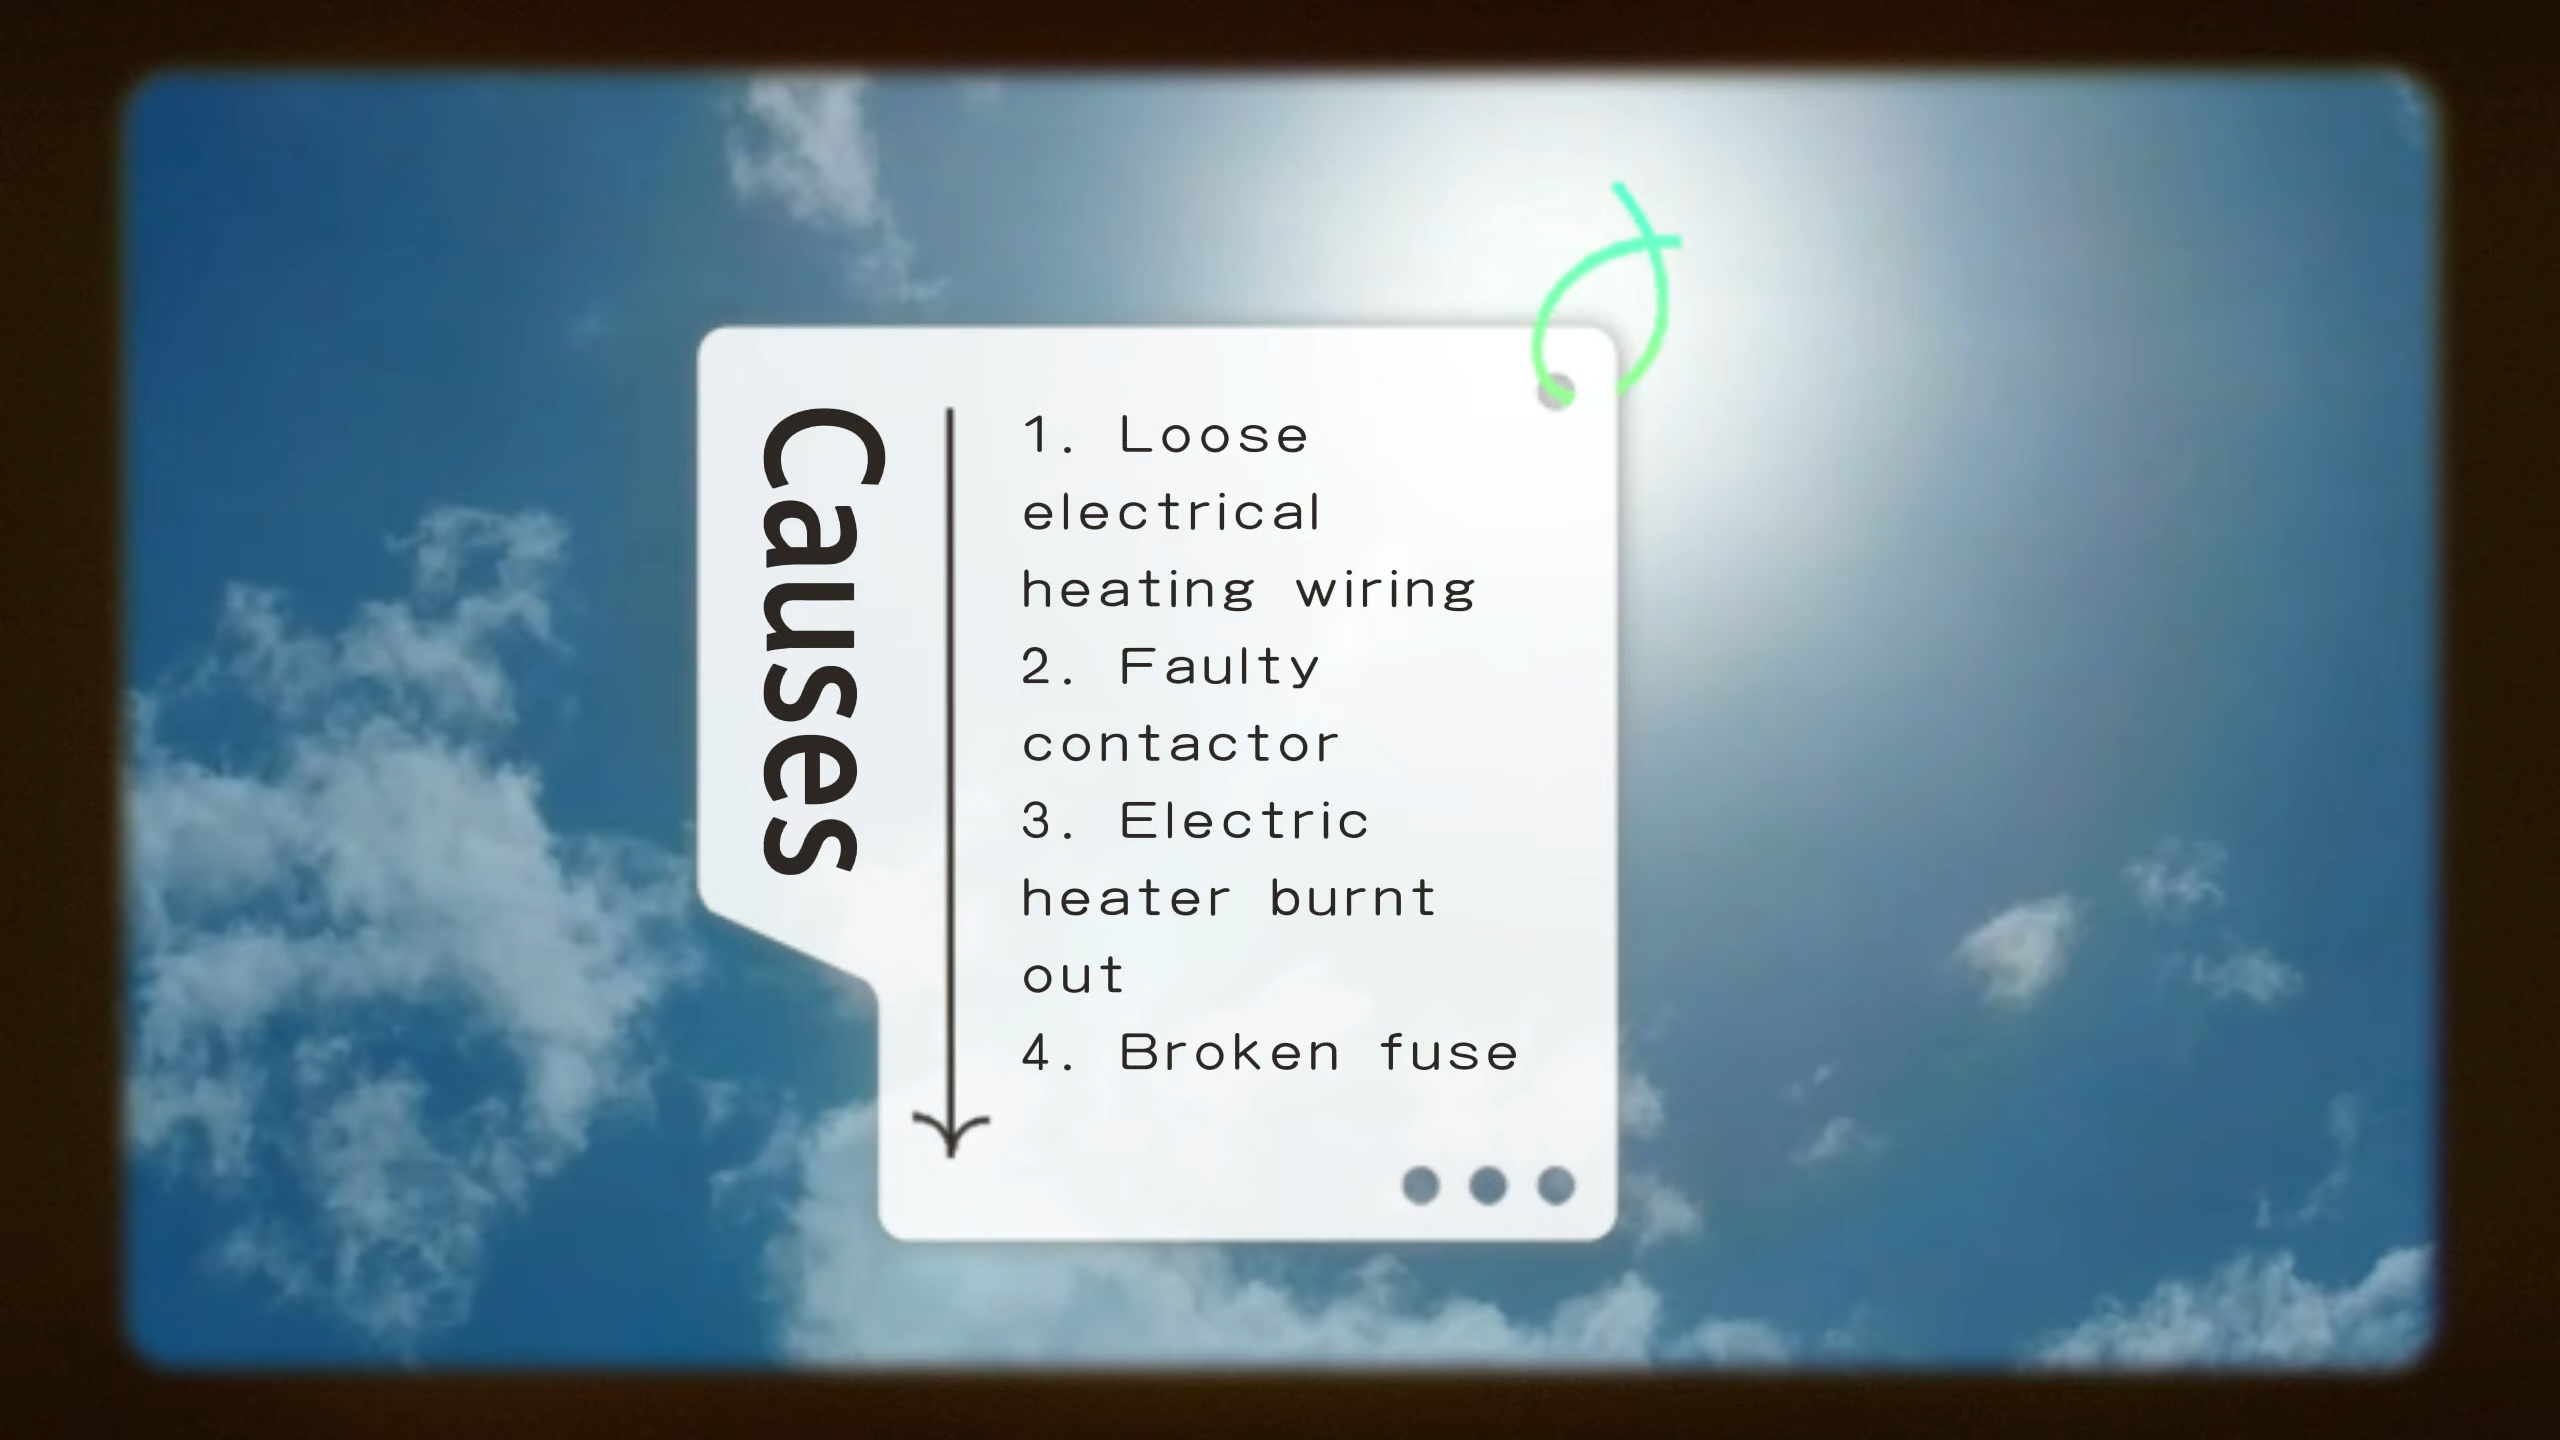 Causes
1. Loose
electrical
heating wiring
2. Faulty
contactor
3. Electric
heater burnt
out
4. Broken fuse